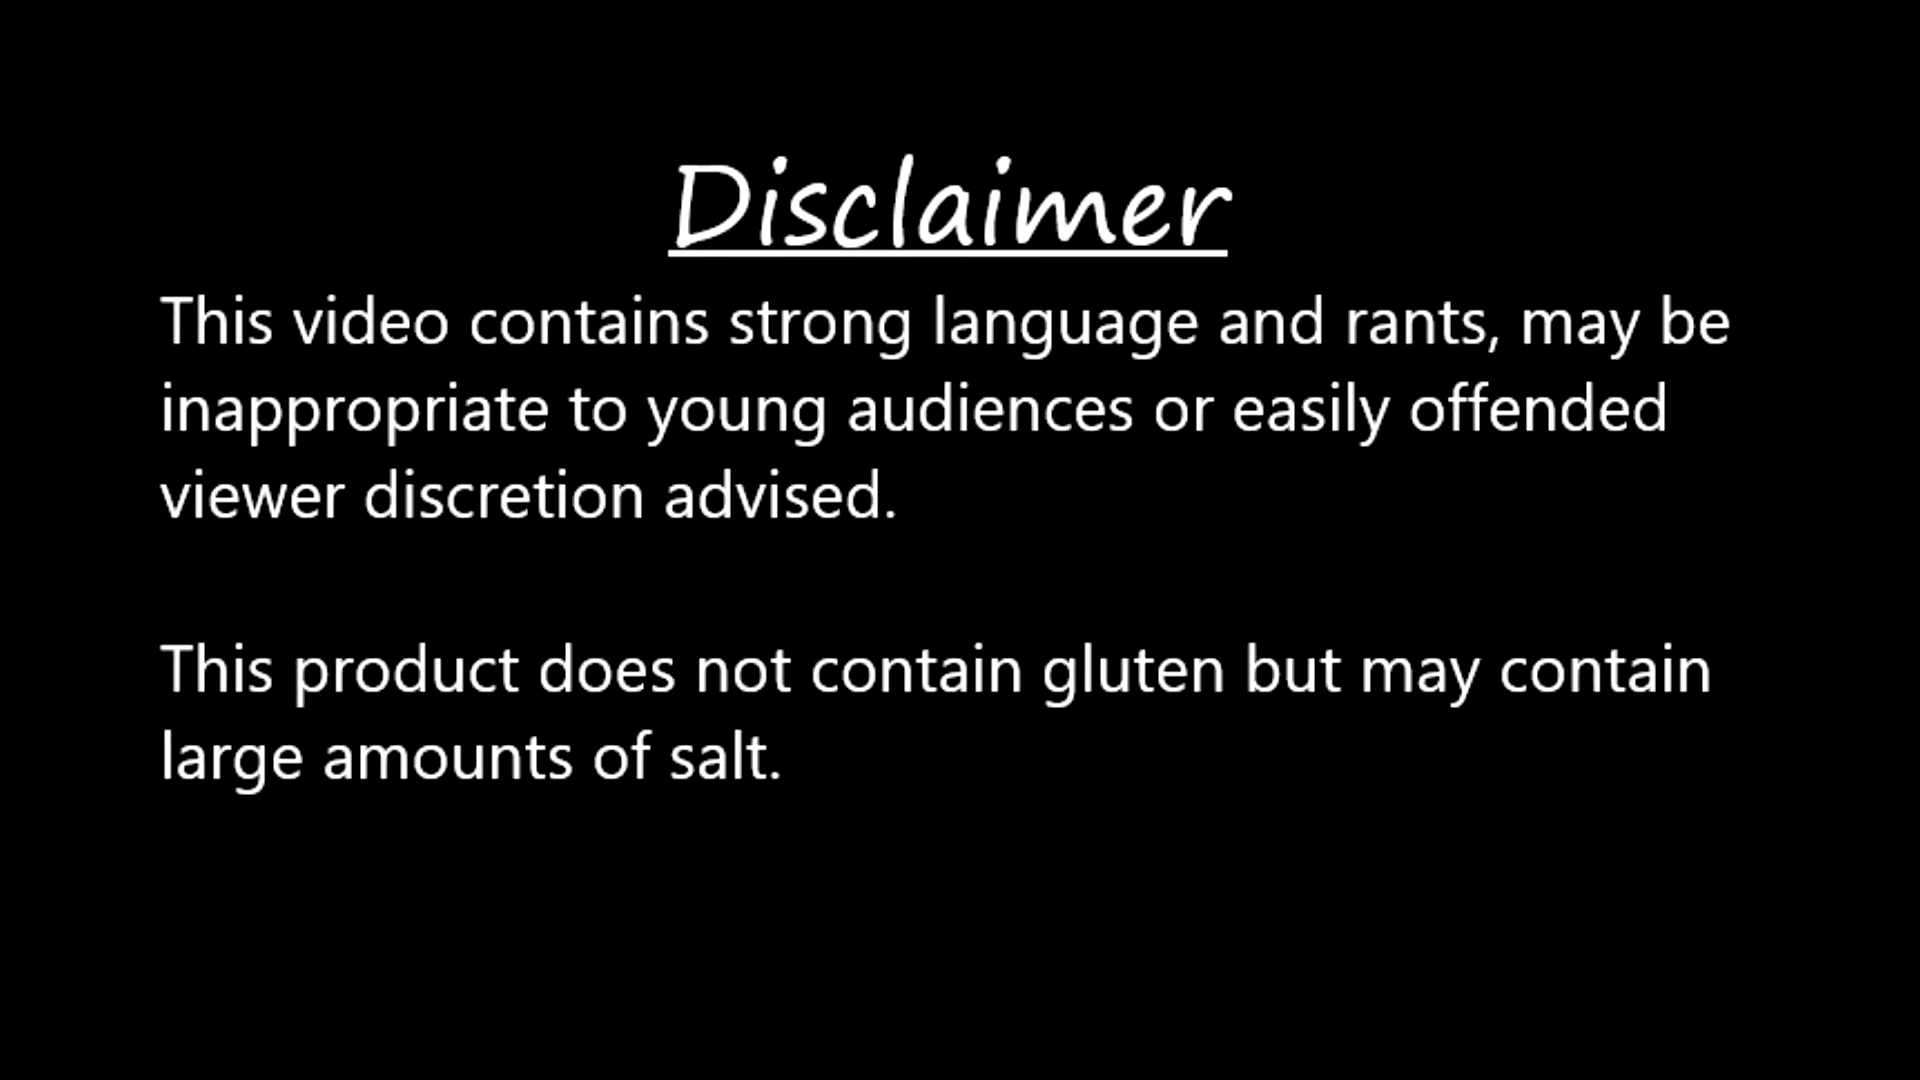 Disclaimer
This video contains strong language and rants, may be
inappropriate to young audiences or easily offended
viewer discretion advised.
This product does not contain gluten but may contain
large amounts of salt.